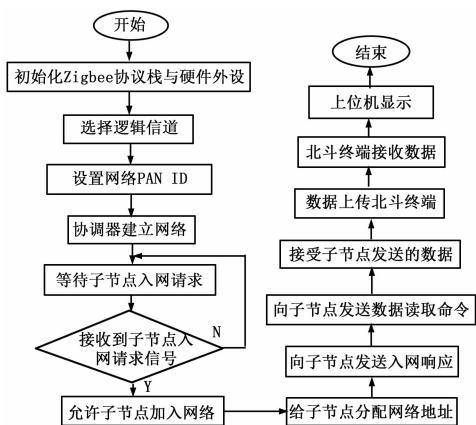 开始
初始化Zigbee协议栈与硬件外设
选择逻辑信道
设置网络PAN ID
协调器建立网络
等待子节点入网请求
接收到子节点入
网请求信号
N
Y
允许子节点加入网络
给子节点分配网络地址
向子节点发送入网响应
向子节点发送数据读取命令
接受子节点发送的数据
数据上传北斗终端
北斗终端接收数据
上位机显示
结束